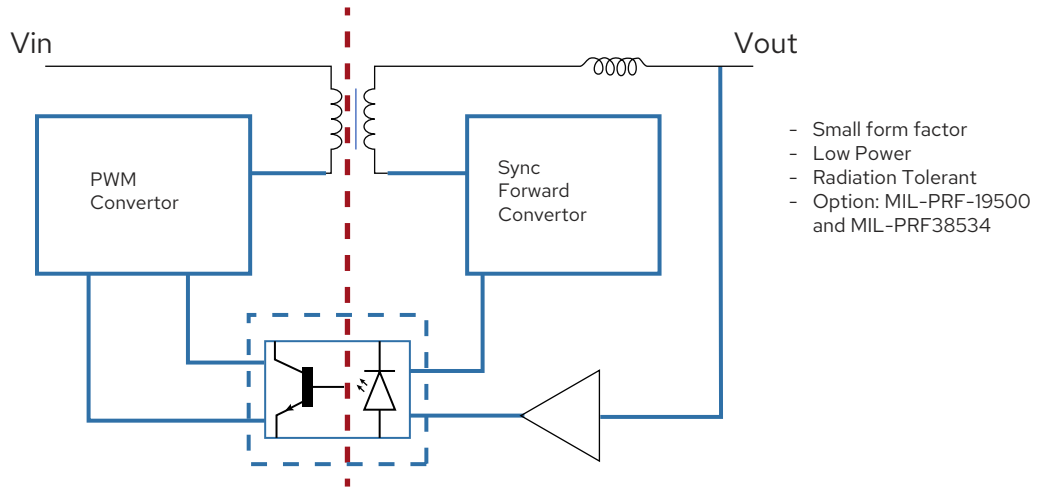 Vin
Vout
PWM
Convertor
Sync
Forward
Convertor
- Small form factor
- Low Power
- Radiation Tolerant
- Option: MIL-PRF-19500
and MIL-PRF38534